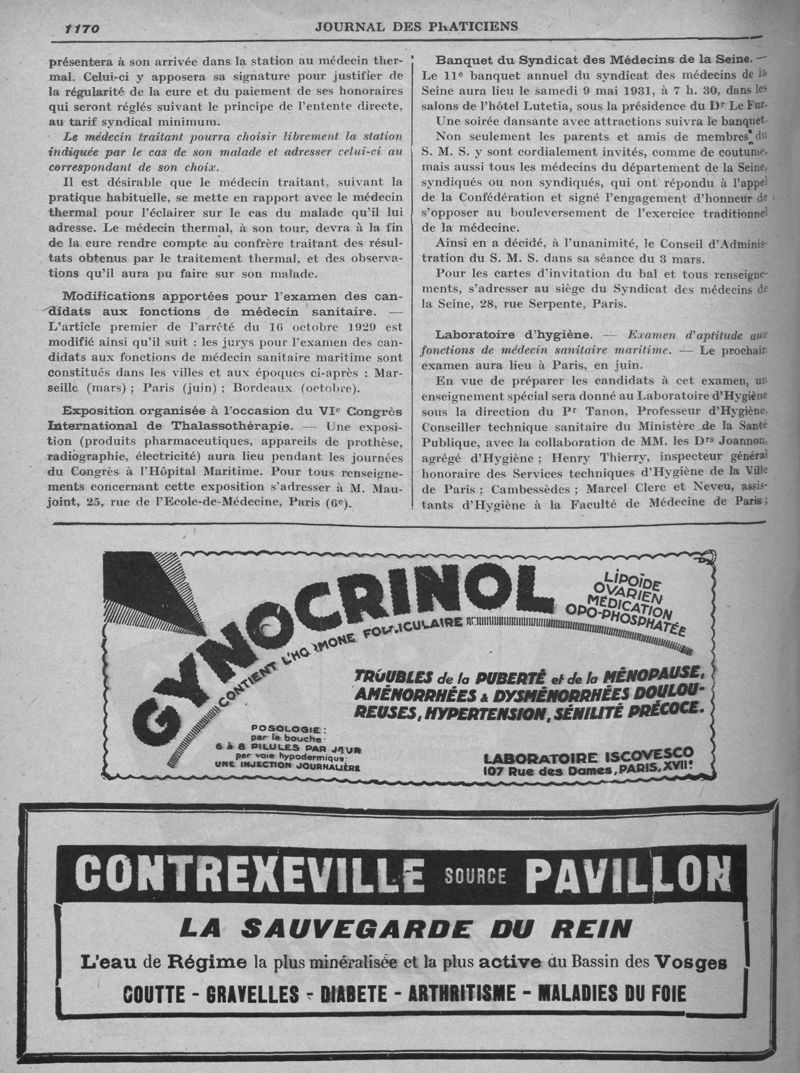 1170
JOURNAL DES PRATICIENS
présentera à son arrivée dans la station au médecin ther-
mal. Celui-ci y apposera sa signature pour justifier de
la régularité de la cure et du paiement de ses honoraires
qui seront réglés suivant le principe de l'entente directe,
au tarif syndical minimum.
Le médecin traitant pourra choisir librement la station
indiquée par le cas de son malade et adresser celui-ci au
correspondant de son choix.
Il est désirable que le médecin traitant, suivant la
pratique habituelle, se mette en rapport avec le médecin
thermal pour l'éclairer sur le cas du malade qu'il lui
adresse. Le médecin thermal, à son tour, devra à la fin
de la cure rendre compte au confrère traitant des résul-
tats obtenus par le traitement thermal, et des observa-
tions qu'il aura pu faire sur son malade.
Modifications apportées pour l'examen des can-
didats aux fonctions de médecin sanitaire. —
L'article premier de l'arrêté du 16 octobre 1929 est
modifié ainsi qu'il suit : les jurys pour l'examen des can-
didats aux fonctions de médecin sanitaire maritime sont
constitués dans les villes et aux époques ci-après : Mar-
seille (mars) ; Paris (juin) ; Bordeaux (octobre).
Exposition organisée à l'occasion du VIe Congrès
International de Thalassothérapie. — Une exposi-
tion (produits pharmaceutiques, appareils de prothèse,
radiographie, électricité) aura lieu pendant les journées
du Congrès à l'Hôpital Maritime. Pour tous renseigne-
ments concernant cette exposition s'adresser à M. Mau-
joint, 25, rue de l'Ecole-de-Médecine, Paris (6e).
Banquet du Syndicat des Médecins de la Seine. —
Le 11e banquet annuel du syndicat des médecins de la
Seine aura lieu le samedi 9 mai 1931, à 7 h. 30, dans les
salons de l'hôtel Lutetia, sous la présidence du Dr Le Fur.
Une soirée dansante avec attractions suivra le banquet.
Non seulement les parents et amis de membres du
S. M. S. y sont cordialement invités, comme de coutume,
mais aussi tous les médecins du département de la Seine,
syndiqués ou non syndiqués, qui ont répondu à l'appel
de la Confédération et signé l'engagement d'honneur de
s'opposer au bouleversement de l'exercice traditionnel
de la médecine.
Ainsi en a décidé, à l'unanimité, le Conseil d'Adminis-
tration du S. M. S. dans sa séance du 3 mars.
Pour les cartes d'invitation du bal et tous renseigne-
ments, s'adresser au siège du Syndicat des médecins de
la Seine, 28, rue Serpente, Paris.
Laboratoire d'hygiène. — Examen d'aptitude aux
fonctions de médecin sanitaire maritime. — Le prochain
examen aura lieu à Paris, en juin.
En vue de préparer les candidats à cet examen, un
enseignement spécial sera donné au Laboratoire d'Hygiène
sous la direction du Pr Tanon, Professeur d'Hygiène,
Conseiller technique sanitaire du Ministère de la Santé
Publique, avec la collaboration de MM. les Drs Joannon,
agrégé d'Hygiène ; Henry Thierry, inspecteur général
honoraire des Services techniques d'Hygiène de la Ville
de Paris ; Cambessèdes ; Marcel Clerc et Neveu, assis-
tants d'Hygiène à la Faculté de Médecine de Paris ;
GYNOCRINOL
CONTIENT L'HORMONE FOLLICULAIRE
LIPOÏDE
OVARIEN
MÉDICATION
OPO-PHOSPHATÉE
TROUBLES de la PUBERTÉ et de la MÉNOPAUSE,
AMÉNORRHÉES & DYSMÉNORRHÉES DOULOU-
REUSES, HYPERTENSION, SÉNILITÉ PRÉCOCE.
POSOLOGIE :
par la bouche :
6 à 8 PILULES PAR JOUR
par voie hypodermique :
UNE INJECTION JOURNALIÈRE
LABORATOIRE ISCOVESCO
107 Rue des Dames, PARIS, XVIIe
CONTREXEVILLE SOURCE PAVILLON
LA SAUVEGARDE DU REIN
L'eau de Régime la plus minéralisée et la plus active du Bassin des Vosges
GOUTTE - GRAVELLES - DIABETE - ARTHRITISME - MALADIES DU FOIE